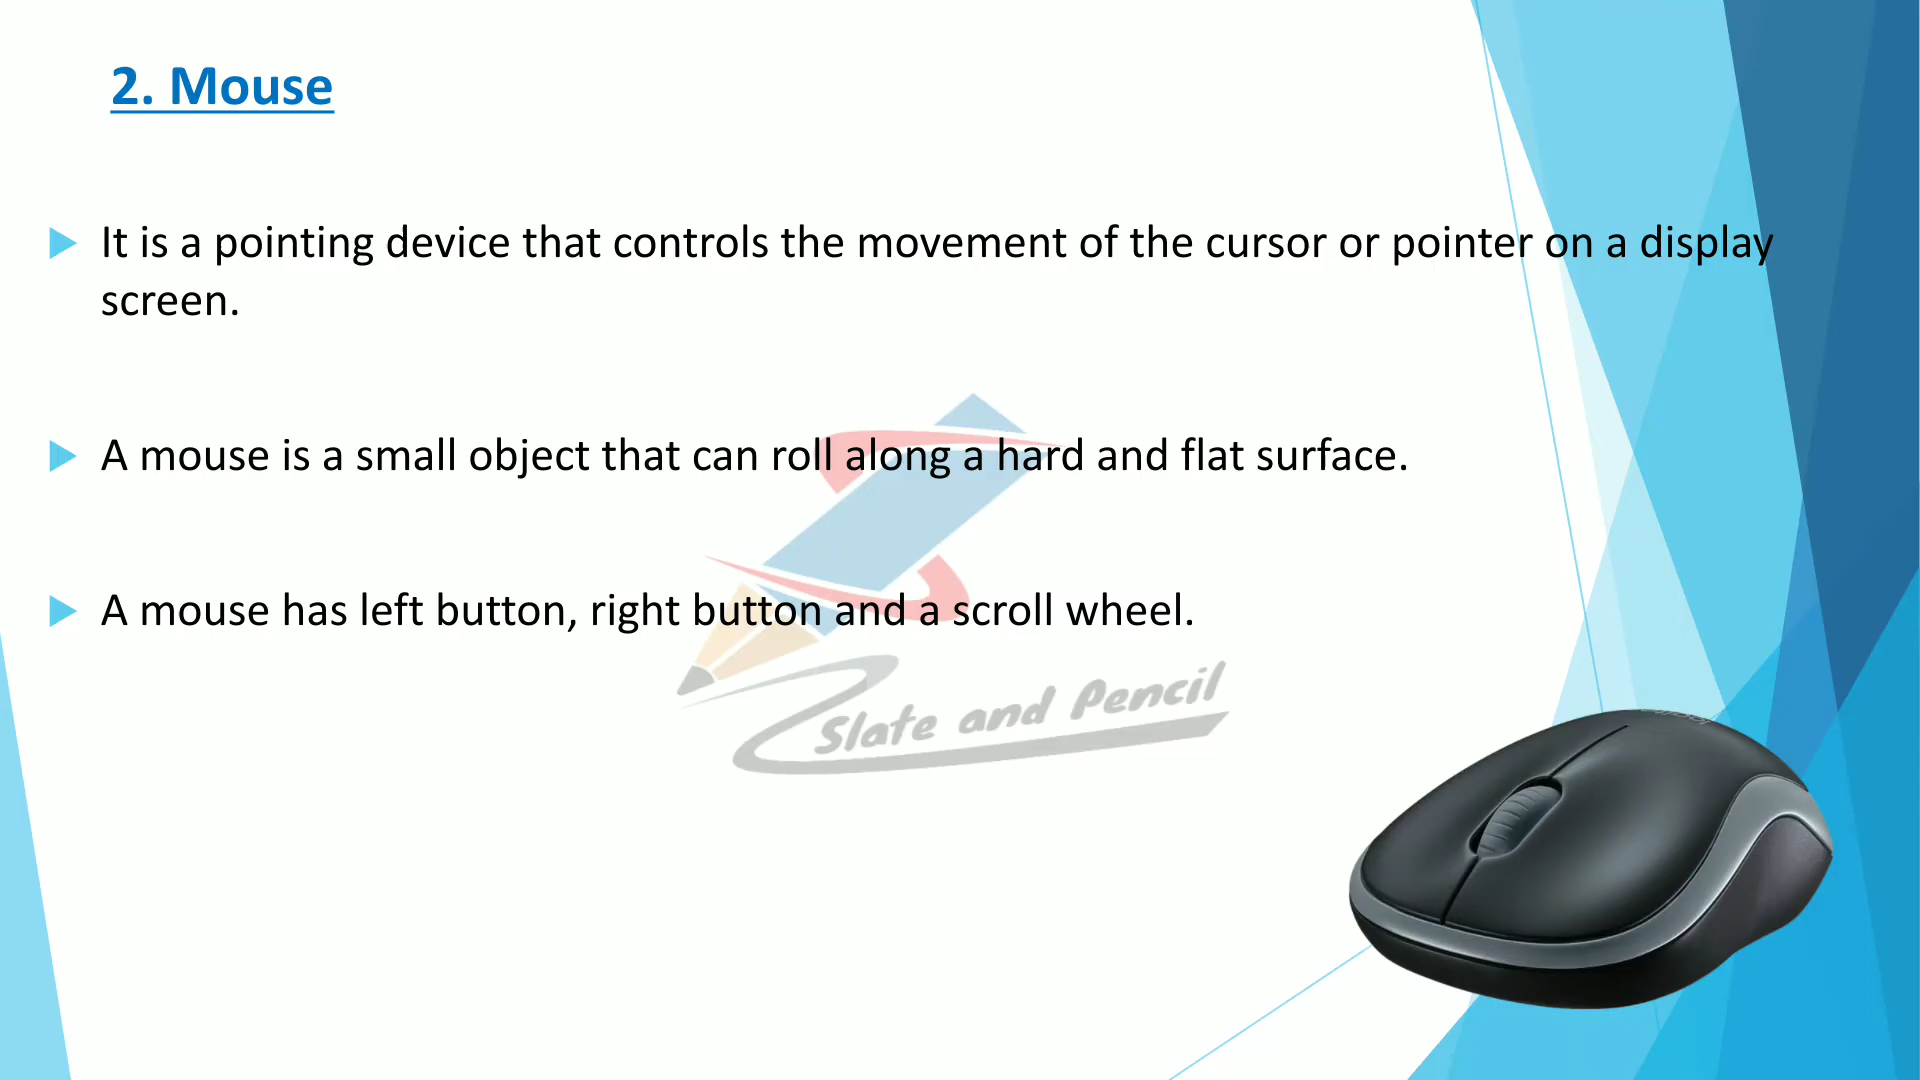 2. Mouse
It is a pointing device that controls the movement of the cursor or pointer on a display
screen.
A mouse is a small object that can roll along a hard and flat surface.
A mouse has left button, right button and a scroll wheel.
Slate and Pencil